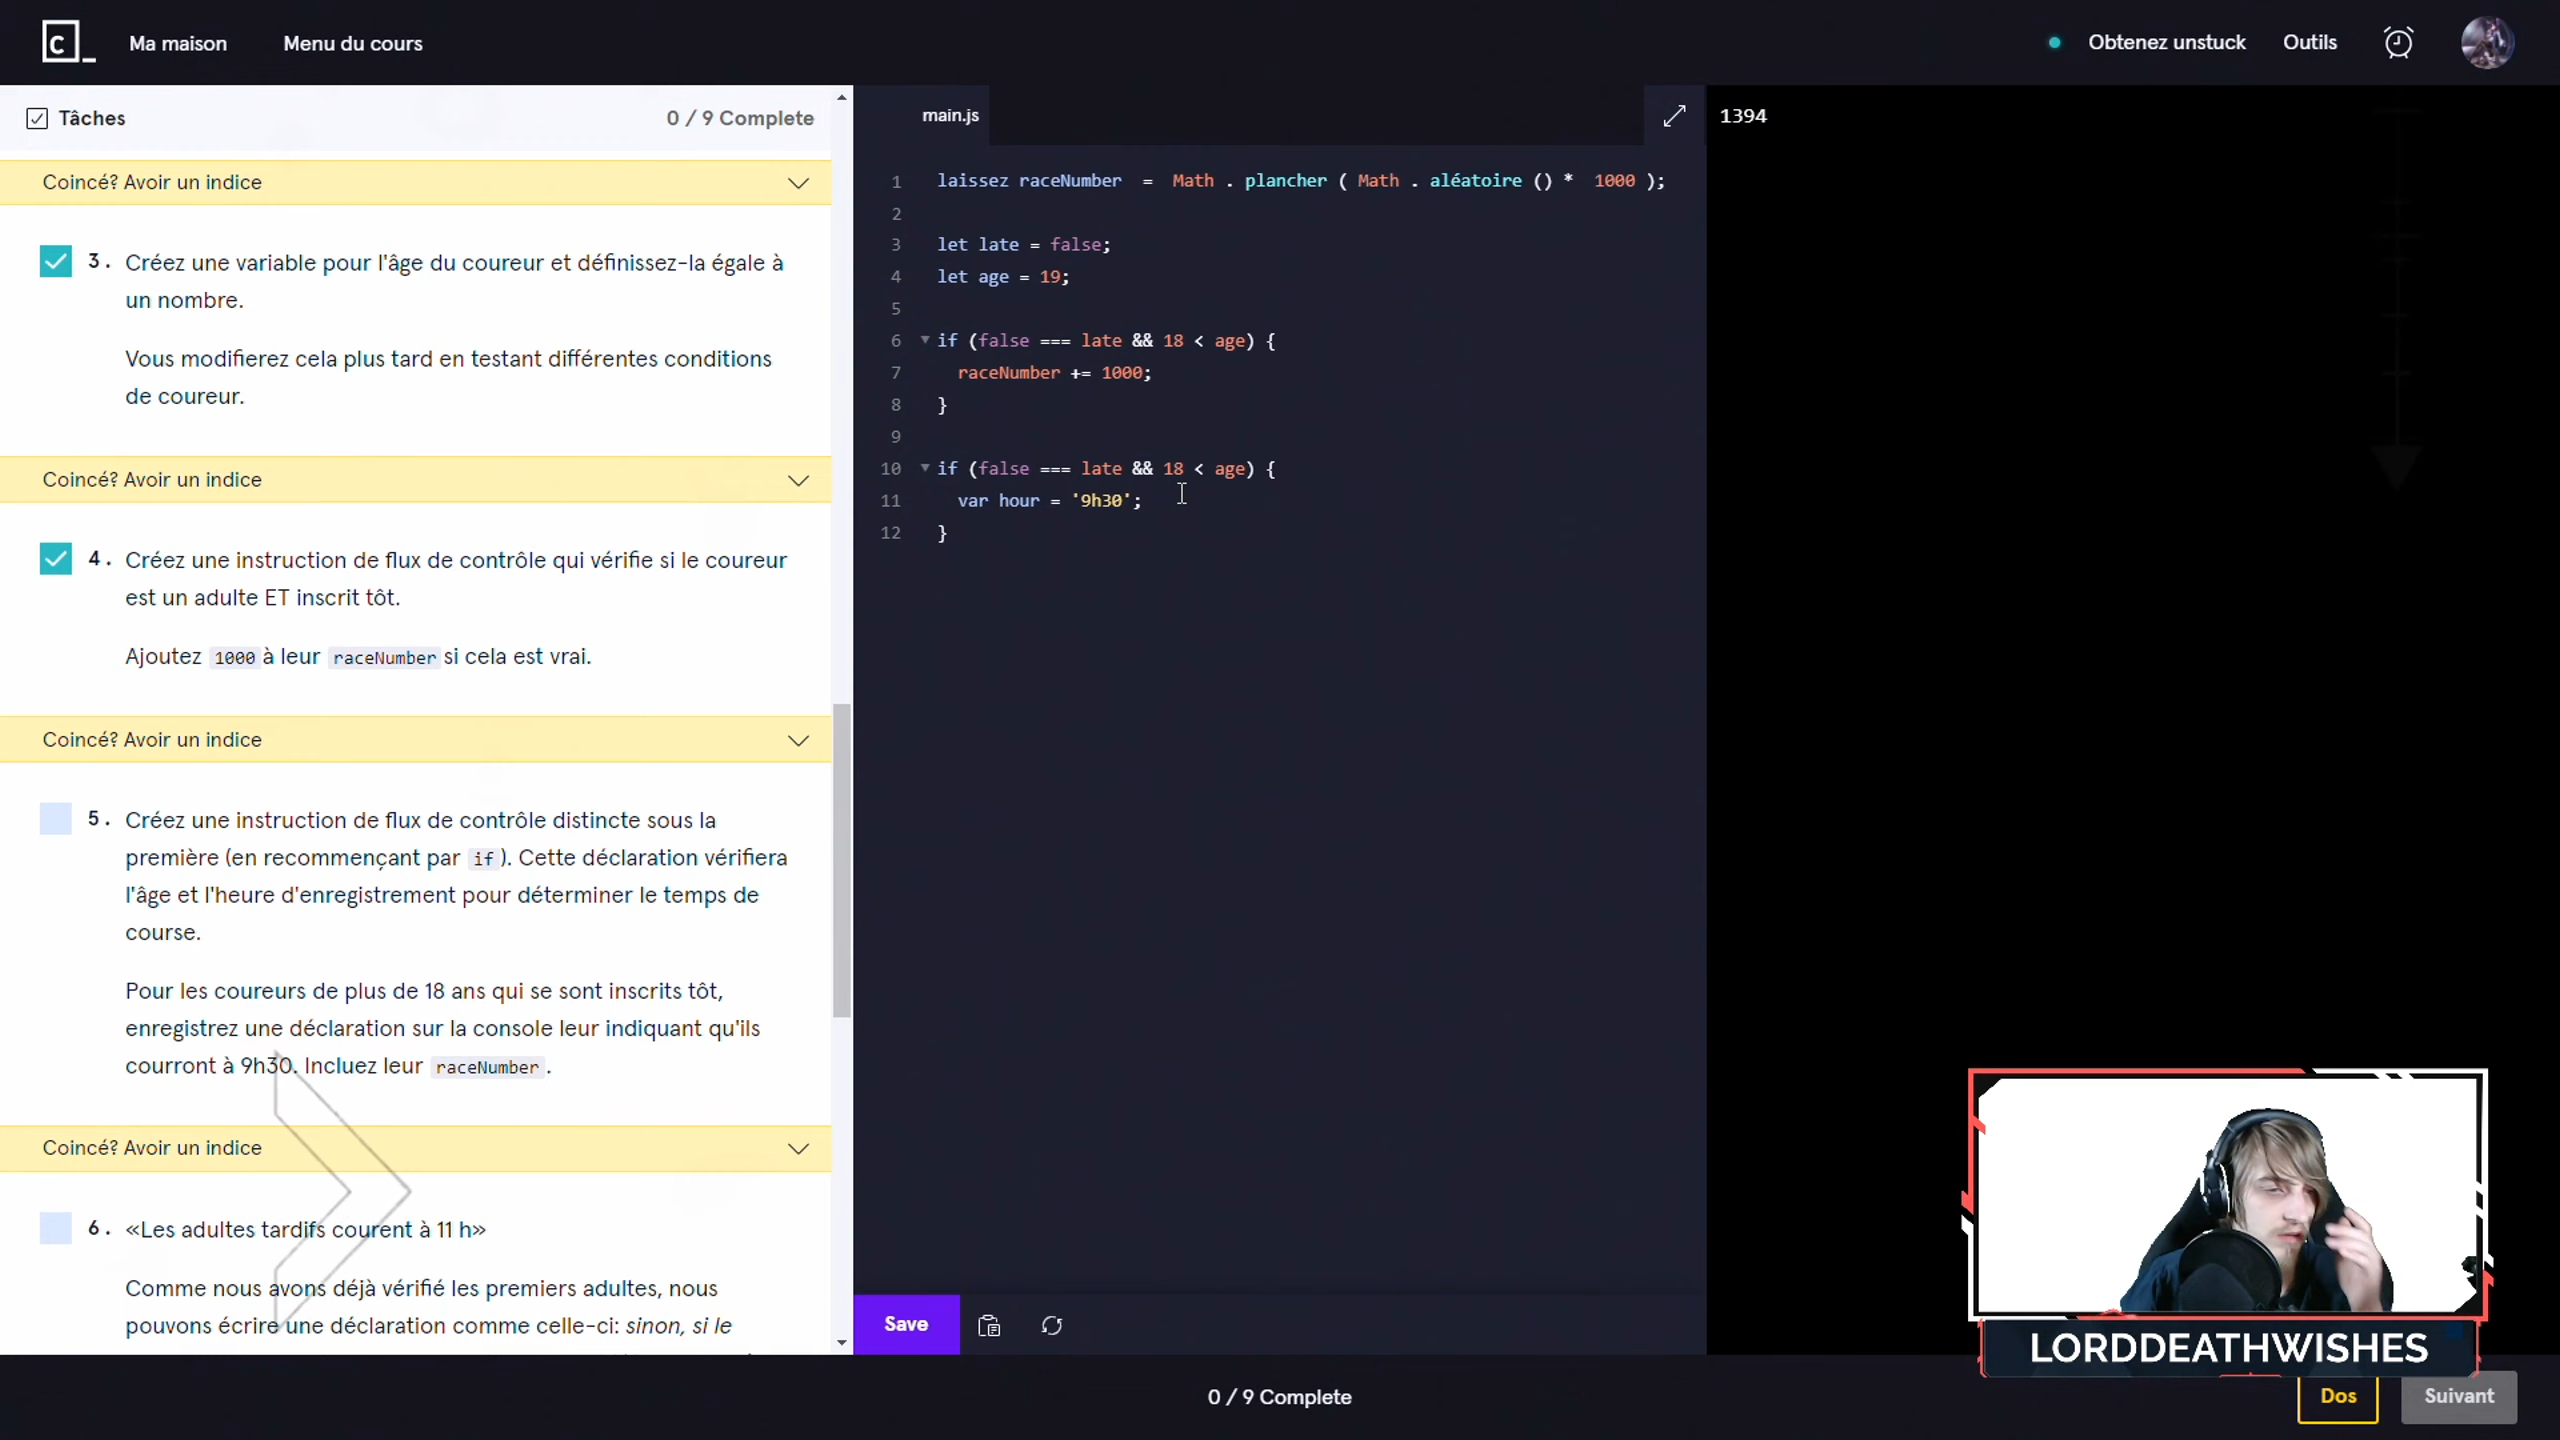 C_
Ma maison
Menu du cours
Obtenez unstuck
Outils
Tâches
0 / 9 Complete
Coincé? Avoir un indice
3. Créez une variable pour l'âge du coureur et définissez-la égale à
un nombre.
Vous modifierez cela plus tard en testant différentes conditions
de coureur.
Coincé? Avoir un indice
4. Créez une instruction de flux de contrôle qui vérifie si le coureur
est un adulte ET inscrit tôt.
Ajoutez 1000 à leur raceNumber si cela est vrai.
Coincé? Avoir un indice
5. Créez une instruction de flux de contrôle distincte sous la
première (en recommençant par if). Cette déclaration vérifiera
l'âge et l'heure d'enregistrement pour déterminer le temps de
course.
Pour les coureurs de plus de 18 ans qui se sont inscrits tôt,
enregistrez une déclaration sur la console leur indiquant qu'ils
courront à 9h30. Incluez leur raceNumber.
Coincé? Avoir un indice
6. «Les adultes tardifs courent à 11 h»
Comme nous avons déjà vérifié les premiers adultes, nous
pouvons écrire une déclaration comme celle-ci: sinon, si le
main.js
1 laissez raceNumber = Math . plancher ( Math . aléatoire () * 1000 );
2
3 let late = false;
4 let age = 19;
5
6 if (false === late && 18 < age) {
7 raceNumber += 1000;
8 }
9
10 if (false === late && 18 < age) {
11 var hour = '9h30';
12 }
1394
Save
LORDDEATHWISHES
0 / 9 Complete
Dos
Suivant